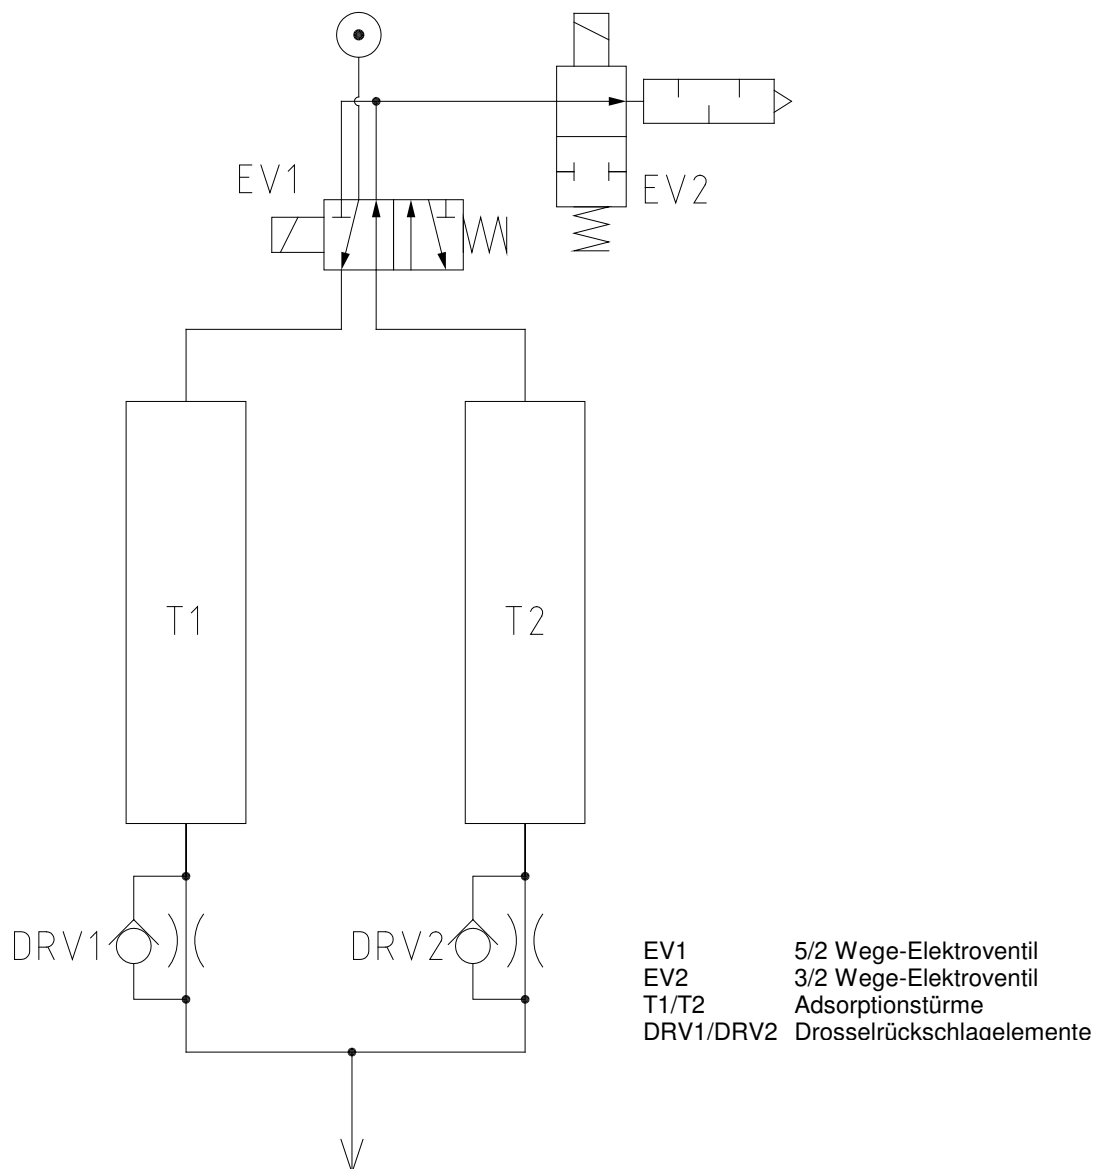 EV1
EV2
T1
T2
DRV1
DRV2
EV1 5/2 Wege-Elektroventil
EV2 3/2 Wege-Elektroventil
T1/T2 Adsorptionstürme
DRV1/DRV2 Drosselrückschlagelemente